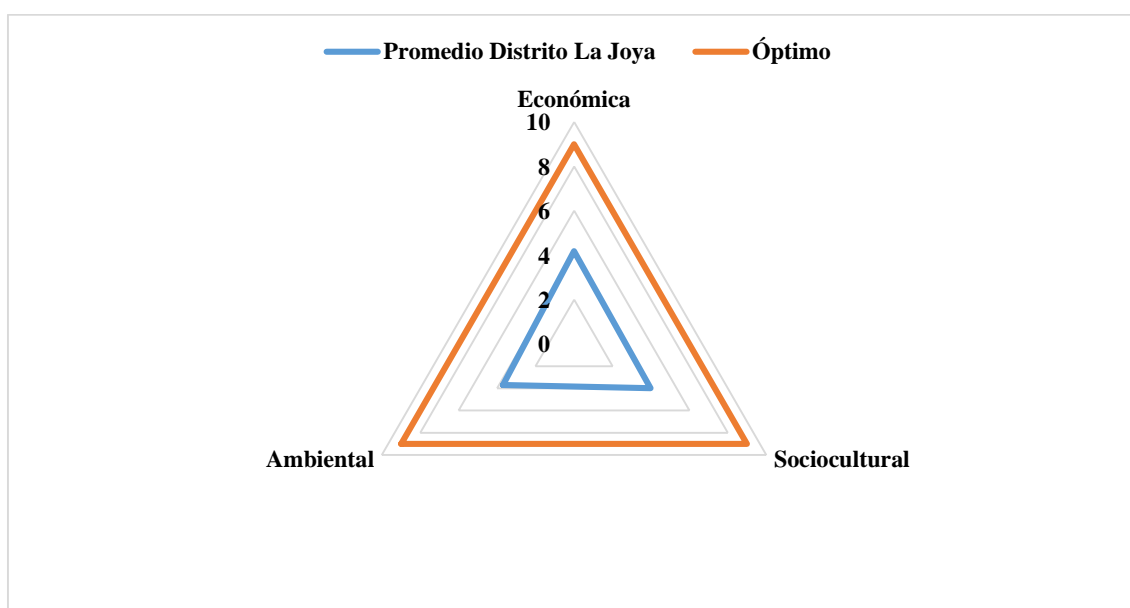 Promedio Distrito La Joya Óptimo
Económica
10
8
6
4
2
0
Ambiental
Sociocultural